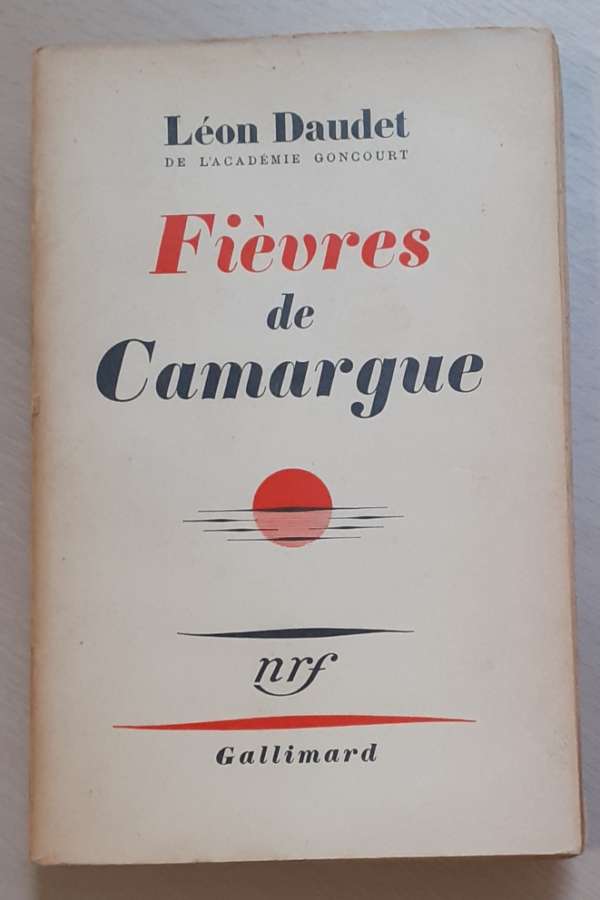 Léon Daudet
DE L'ACADÉMIE GONCOURT
Fièvres
de
Camargue
nrf
Gallimard